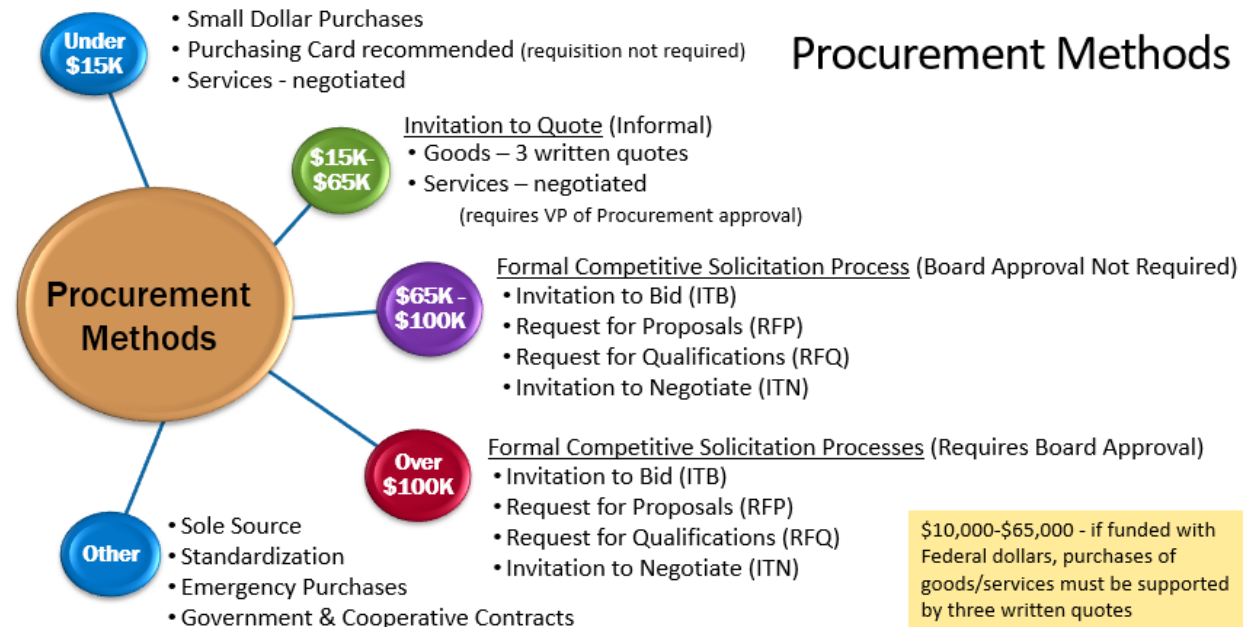 Procurement Methods
Under
$15K
• Small Dollar Purchases
• Purchasing Card recommended (requisition not required)
• Services - negotiated
$15K-
$65K
Invitation to Quote (Informal)
• Goods – 3 written quotes
• Services – negotiated
(requires VP of Procurement approval)
Procurement
Methods
$65K -
$100K
Formal Competitive Solicitation Process (Board Approval Not Required)
• Invitation to Bid (ITB)
• Request for Proposals (RFP)
• Request for Qualifications (RFQ)
• Invitation to Negotiate (ITN)
Over
$100K
Formal Competitive Solicitation Processes (Requires Board Approval)
• Invitation to Bid (ITB)
• Request for Proposals (RFP)
• Request for Qualifications (RFQ)
• Invitation to Negotiate (ITN)
Other
• Sole Source
• Standardization
• Emergency Purchases
• Government & Cooperative Contracts
$10,000-$65,000 - if funded with
Federal dollars, purchases of
goods/services must be supported
by three written quotes